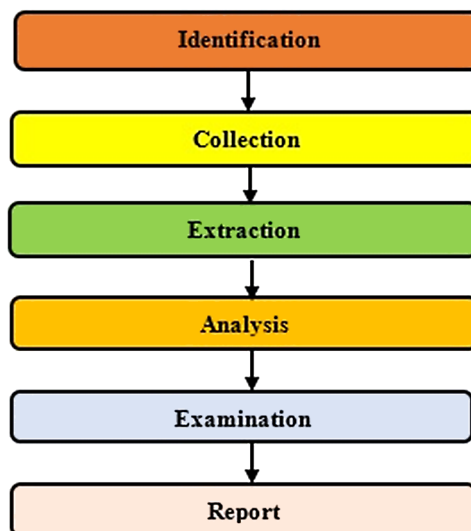 Identification
Collection
Extraction
Analysis
Examination
Report